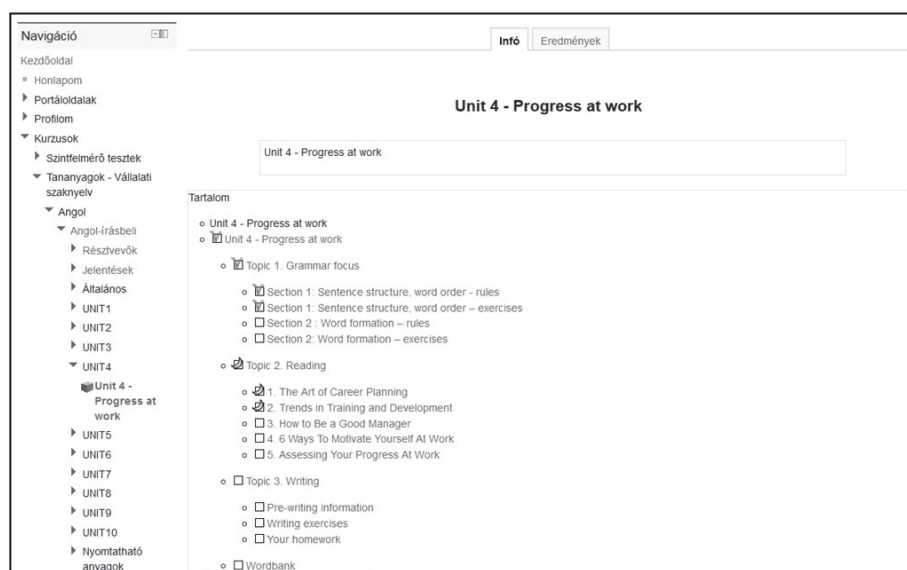 Navigáció
Kezdőoldal
Honlapom
Portáloldalak
Profilom
Kurzusok
Szintfelmérő tesztek
Tananyagok - Vállalati
szaknyelv
Angol
Angol-írásbeli
Résztvevők
Jelentések
Általános
UNIT1
UNIT2
UNIT3
UNIT4
Unit 4 -
Progress at
work
UNIT5
UNIT6
UNIT7
UNIT8
UNIT9
UNIT10
Nyomtatható
anyagok
Infó
Eredmények
Unit 4 - Progress at work
Unit 4 - Progress at work
Tartalom
Unit 4 - Progress at work
Unit 4 - Progress at work
Topic 1. Grammar focus
Section 1: Sentence structure, word order - rules
Section 1: Sentence structure, word order – exercises
Section 2 : Word formation – rules
Section 2: Word formation – exercises
Topic 2. Reading
1. The Art of Career Planning
2. Trends in Training and Development
3. How to Be a Good Manager
4. 6 Ways To Motivate Yourself At Work
5. Assessing Your Progress At Work
Topic 3. Writing
Pre-writing information
Writing exercises
Your homework
Wordbank